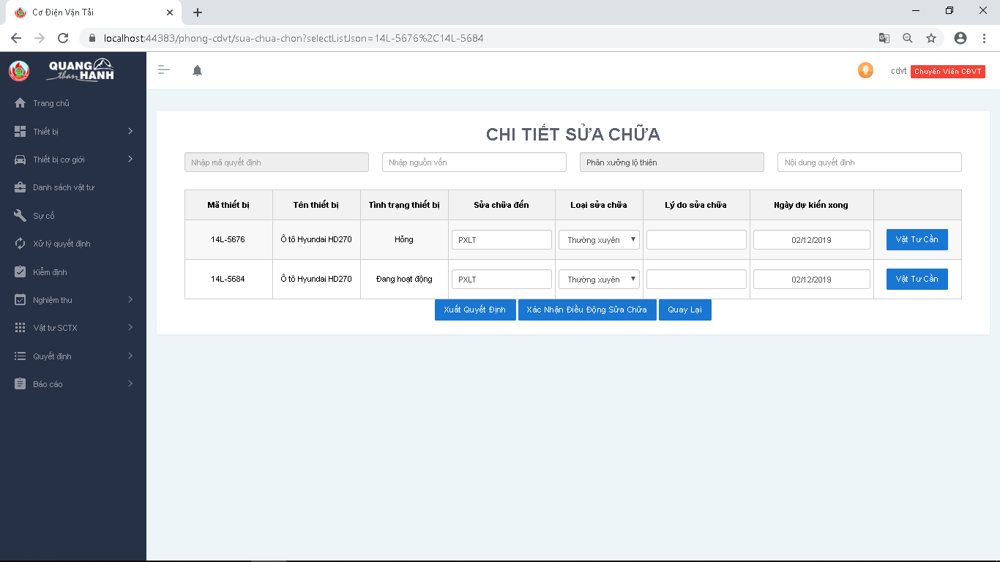 Cơ Điện Vận Tải
localhost:44383/phong-cdvt/sua-chua-chon?selectListJson=14L-5676%2C14L-5684
QUANG
than HANH
cdvt Chuyên Viên CĐVT
Trang chủ
Thiết bị
Thiết bị cơ giới
Danh sách vật tư
Sự cố
Xử lý quyết định
Kiểm định
Nghiệm thu
Vật tư SCTX
Quyết định
Báo cáo
CHI TIẾT SỬA CHỮA
Nhập mã quyết định Nhập nguồn vốn Phân xưởng lộ thiên Nội dung quyết định
Mã thiết bị Tên thiết bị Tình trạng thiết bị Sửa chữa đến Loại sửa chữa Lý do sửa chữa Ngày dự kiến xong
14L-5676 Ô tô Hyundai HD270 Hỏng PXLT Thường xuyên 02/12/2019 Vật Tư Cần
14L-5684 Ô tô Hyundai HD270 Đang hoạt động PXLT Thường xuyên 02/12/2019 Vật Tư Cần
Xuất Quyết Định Xác Nhận Điều Động Sửa Chữa Quay Lại